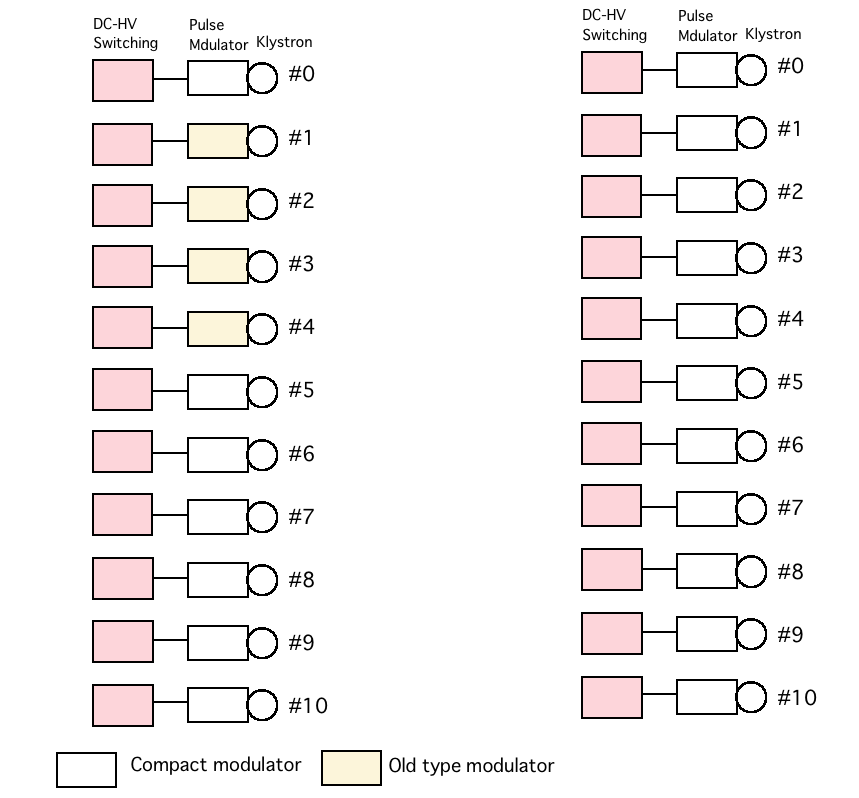 DC-HV
Switching
Pulse
Mdulator
Klystron
#0
#1
#2
#3
#4
#5
#6
#7
#8
#9
#10
DC-HV
Switching
Pulse
Mdulator
Klystron
#0
#1
#2
#3
#4
#5
#6
#7
#8
#9
#10
Compact modulator
Old type modulator